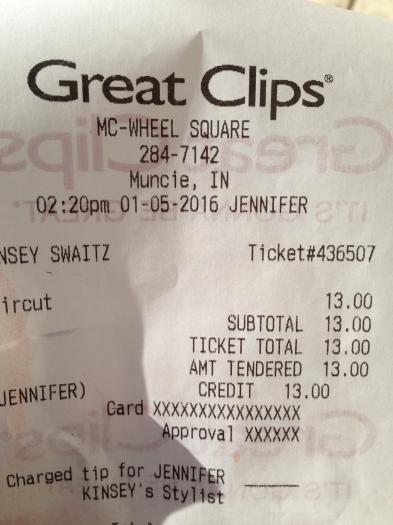 Great Clips®
MC-WHEEL SQUARE
284-7142
Muncie, IN
02:20pm 01-05-2016 JENNIFER
NSEY SWAITZ Ticket#436507
ircut 13.00
SUBTOTAL 13.00
TICKET TOTAL 13.00
AMT TENDERED 13.00
JENNIFER) CREDIT 13.00
Card XXXXXXXXXXXXXXXX
Approval XXXXXX
Charged tip for JENNIFER
KINSEY's Stylist